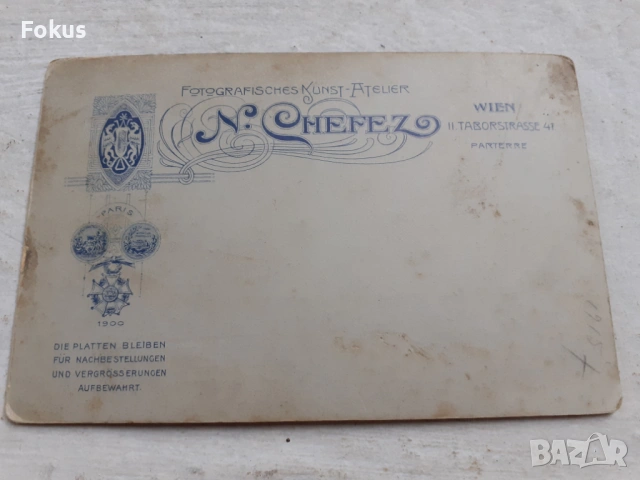 Fokus
FOTOGRAFISCHES KUNST-ATELIER
N. CHEFEZ
WIEN
II. TABORSTRASSE 41
PARTERRE
PARIS
1900
DIE PLATTEN BLEIBEN
FÜR NACHBESTELLUNGEN
UND VERGRÖSSERUNGEN
AUFBEWAHRT.
BAZAR